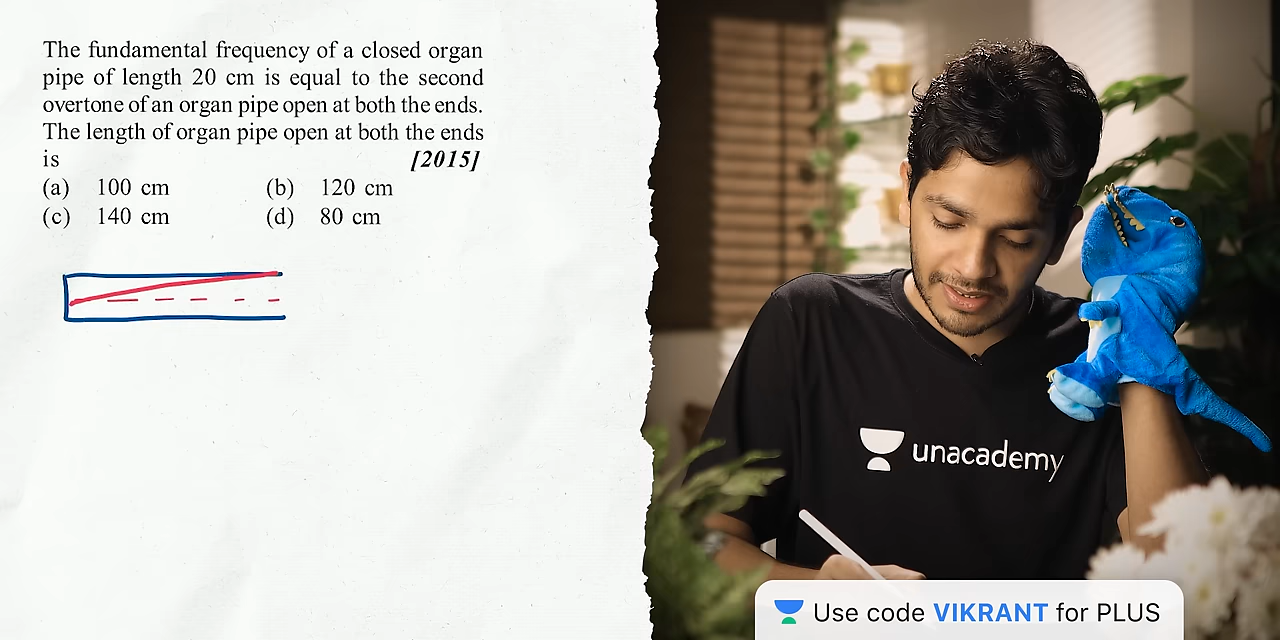 The fundamental frequency of a closed organ
pipe of length 20 cm is equal to the second
overtone of an organ pipe open at both the ends.
The length of organ pipe open at both the ends
is [2015]
(a) 100 cm (b) 120 cm
(c) 140 cm (d) 80 cm
unacademy
Use code VIKRANT for PLUS